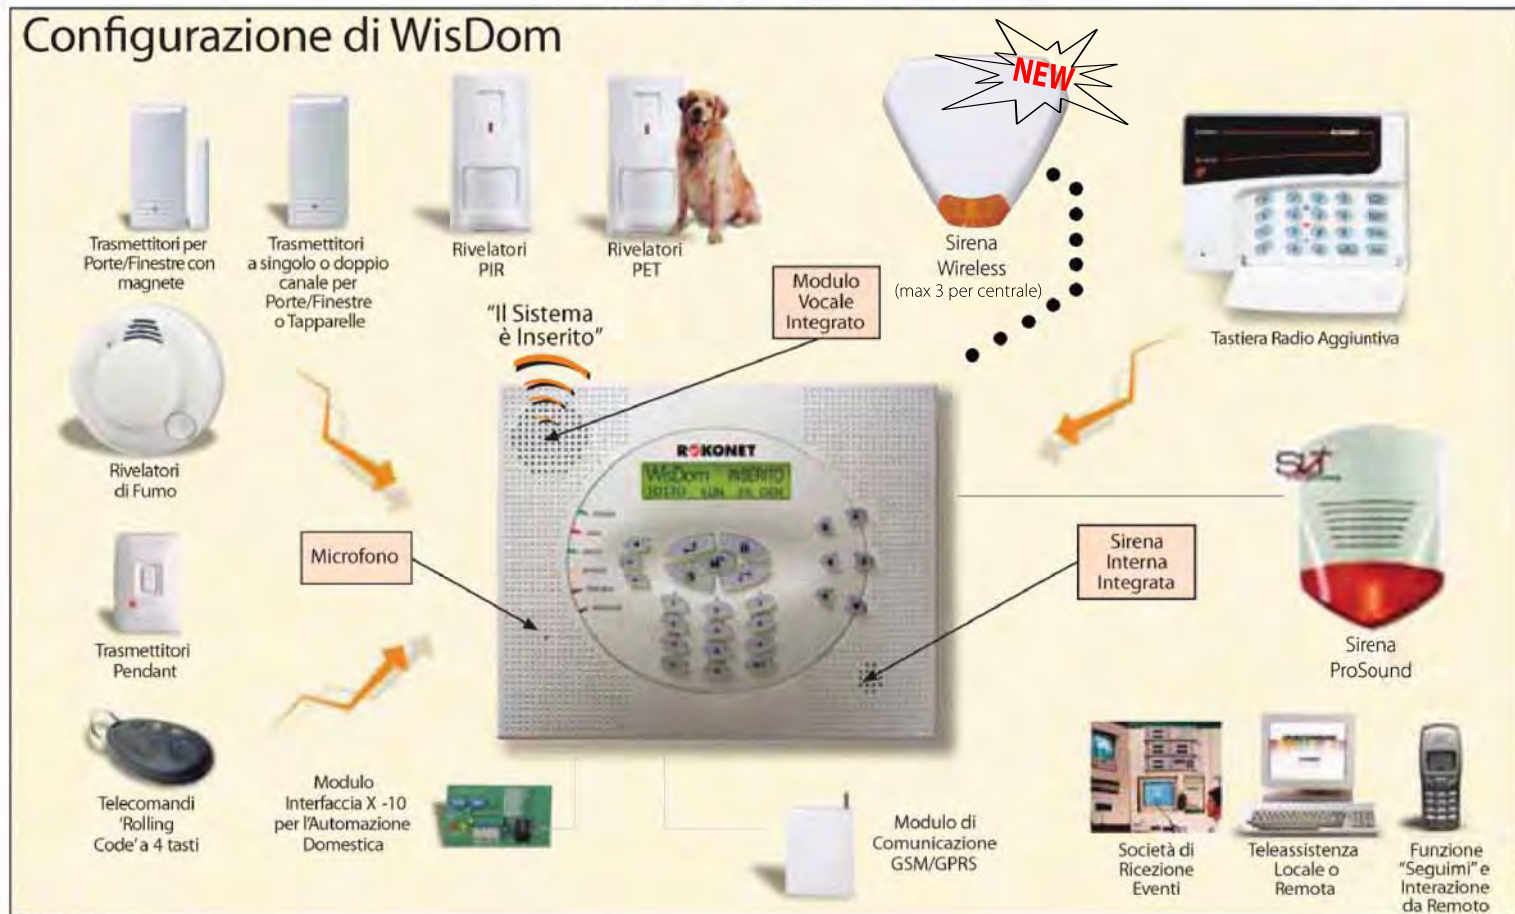 Configurazione di WisDom
NEW
Trasmettitori per
Porte/Finestre con
magnete
Trasmettitori
a singolo o doppio
canale per
Porte/Finestre
o Tapparelle
Rivelatori
PIR
Rivelatori
PET
Sirena
Wireless
(max 3 per centrale)
Tastiera Radio Aggiuntiva
Modulo
Vocale
Integrato
"Il Sistema
è Inserito"
Rivelatori
di Fumo
ROKONET
WisDom INSERITO
Microfono
Sirena
Interna
Integrata
Sirena
ProSound
Trasmettitori
Pendant
Telecomandi
'Rolling
Code' a 4 tasti
Modulo
Interfaccia X -10
per l'Automazione
Domestica
Modulo di
Comunicazione
GSM/GPRS
Società di
Ricezione
Eventi
Teleassistenza
Locale o
Remota
Funzione
"Seguimi" e
Interazione
da Remoto